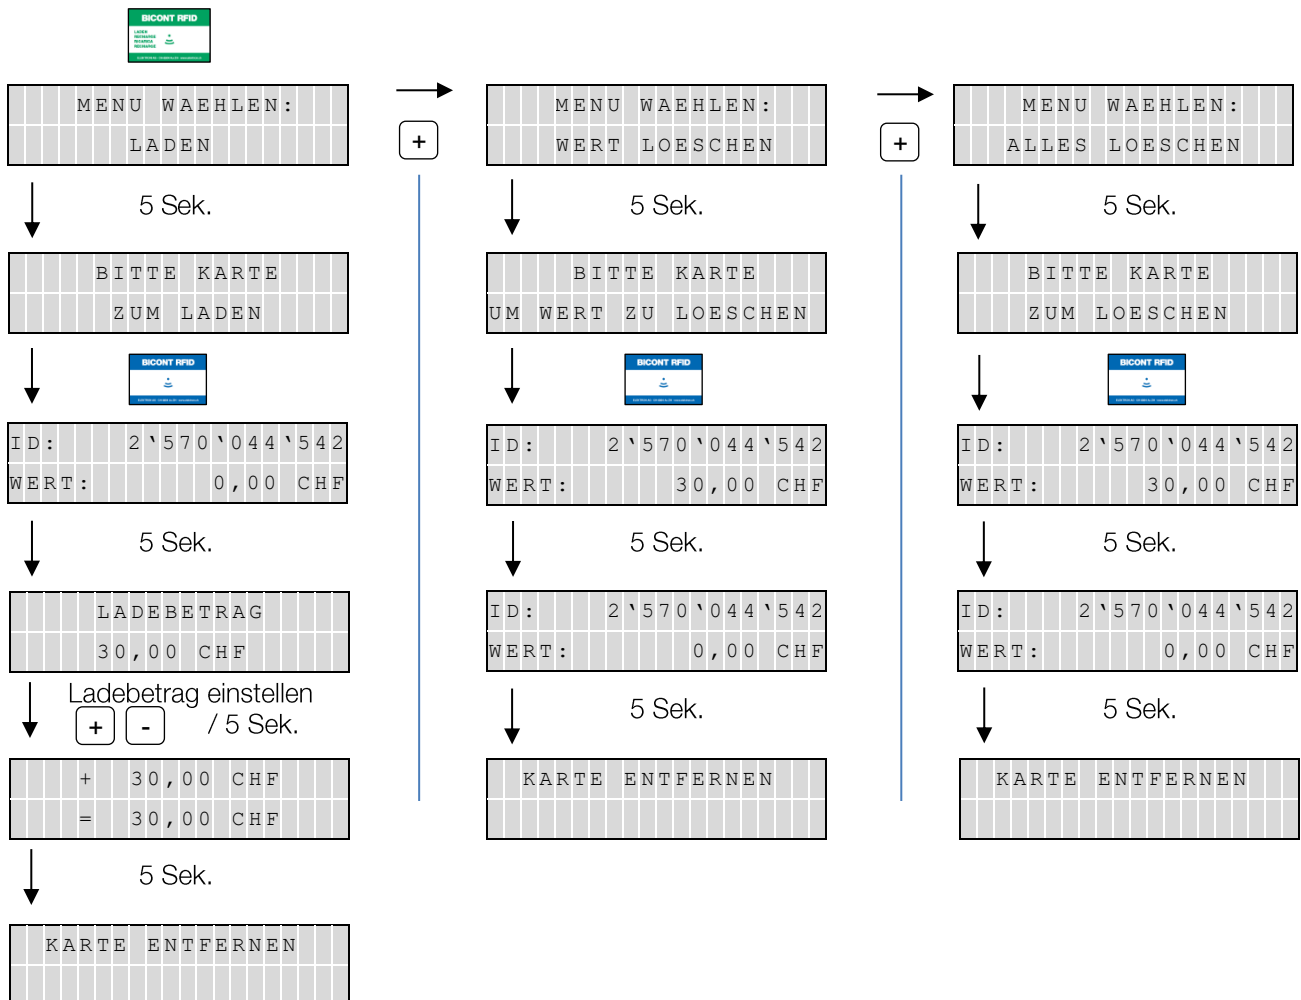 BICONT RFID
LADEN
RECHARGE
RICARICA
RECHARGE
MENU WAEHLEN:
LADEN
5 Sek.
BITTE KARTE
ZUM LADEN
BICONT RFID
ID: 2‘570‘044‘542
WERT: 0,00 CHF
5 Sek.
LADEBETRAG
30,00 CHF
Ladebetrag einstellen
+ - / 5 Sek.
+ 30,00 CHF
= 30,00 CHF
5 Sek.
KARTE ENTFERNEN
+
MENU WAEHLEN:
WERT LOESCHEN
5 Sek.
BITTE KARTE
UM WERT ZU LOESCHEN
BICONT RFID
ID: 2‘570‘044‘542
WERT: 30,00 CHF
5 Sek.
ID: 2‘570‘044‘542
WERT: 0,00 CHF
5 Sek.
KARTE ENTFERNEN
+
MENU WAEHLEN:
ALLES LOESCHEN
5 Sek.
BITTE KARTE
ZUM LOESCHEN
BICONT RFID
ID: 2‘570‘044‘542
WERT: 30,00 CHF
5 Sek.
ID: 2‘570‘044‘542
WERT: 0,00 CHF
5 Sek.
KARTE ENTFERNEN